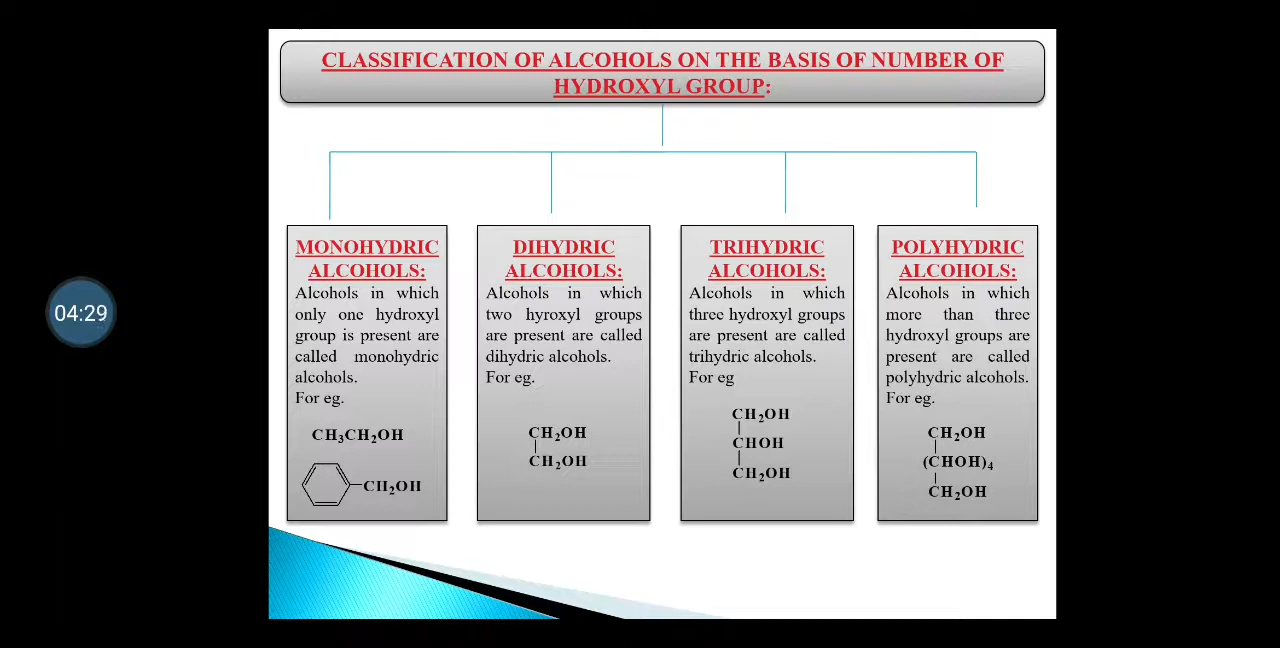 CLASSIFICATION OF ALCOHOLS ON THE BASIS OF NUMBER OF
HYDROXYL GROUP:
04:29
MONOHYDRIC
ALCOHOLS:
Alcohols in which
only one hydroxyl
group is present are
called monohydric
alcohols.
For eg.
CH₃CH₂OH
CH₂OH
DIHYDRIC
ALCOHOLS:
Alcohols in which
two hyroxyl groups
are present are called
dihydric alcohols.
For eg.
CH₂OH
CH₂OH
TRIHYDRIC
ALCOHOLS:
Alcohols in which
three hydroxyl groups
are present are called
trihydric alcohols.
For eg
CH₂OH
CHOH
CH₂OH
POLYHYDRIC
ALCOHOLS:
Alcohols in which
more than three
hydroxyl groups are
present are called
polyhydric alcohols.
For eg.
CH₂OH
(CHOH)₄
CH₂OH